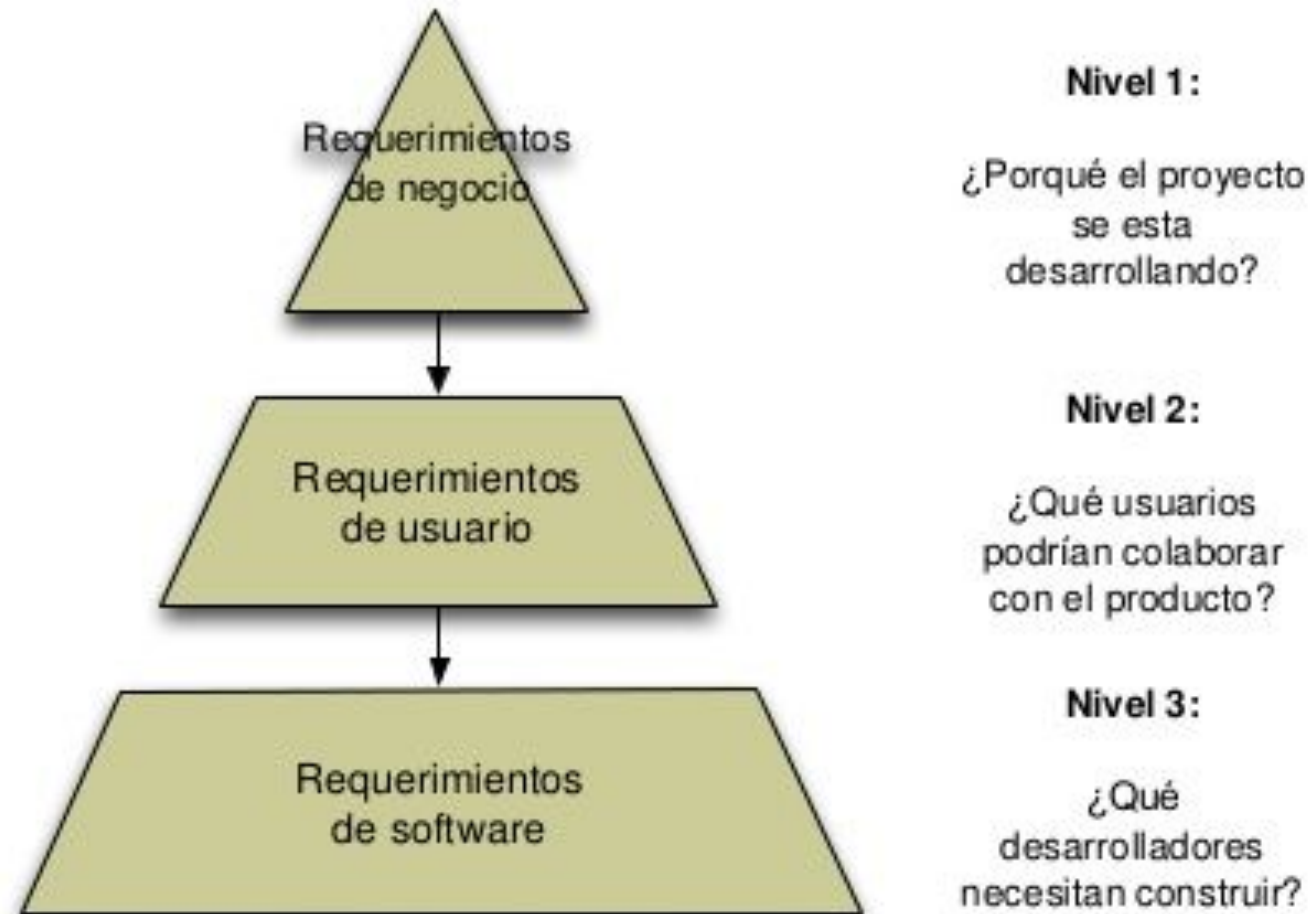 Requerimientos
de negocio
Nivel 1:
¿Porqué el proyecto
se esta
desarrollando?
Requerimientos
de usuario
Nivel 2:
¿Qué usuarios
podrían colaborar
con el producto?
Requerimientos
de software
Nivel 3:
¿Qué
desarrolladores
necesitan construir?